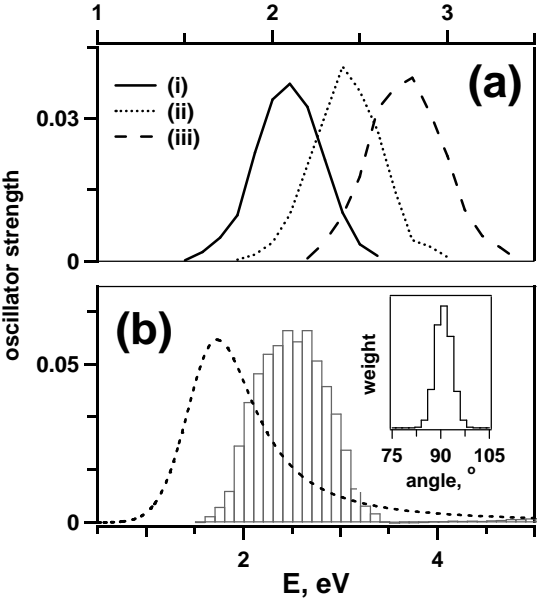 1 2 3
(a)
(i)
(ii)
(iii)
0.03
0
oscillator strength
(b)
0.05
0
weight
75 90 105
angle, °
2 4
E, eV